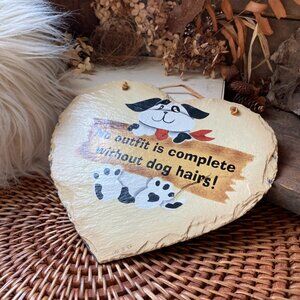 No outfit is complete
without dog hairs!